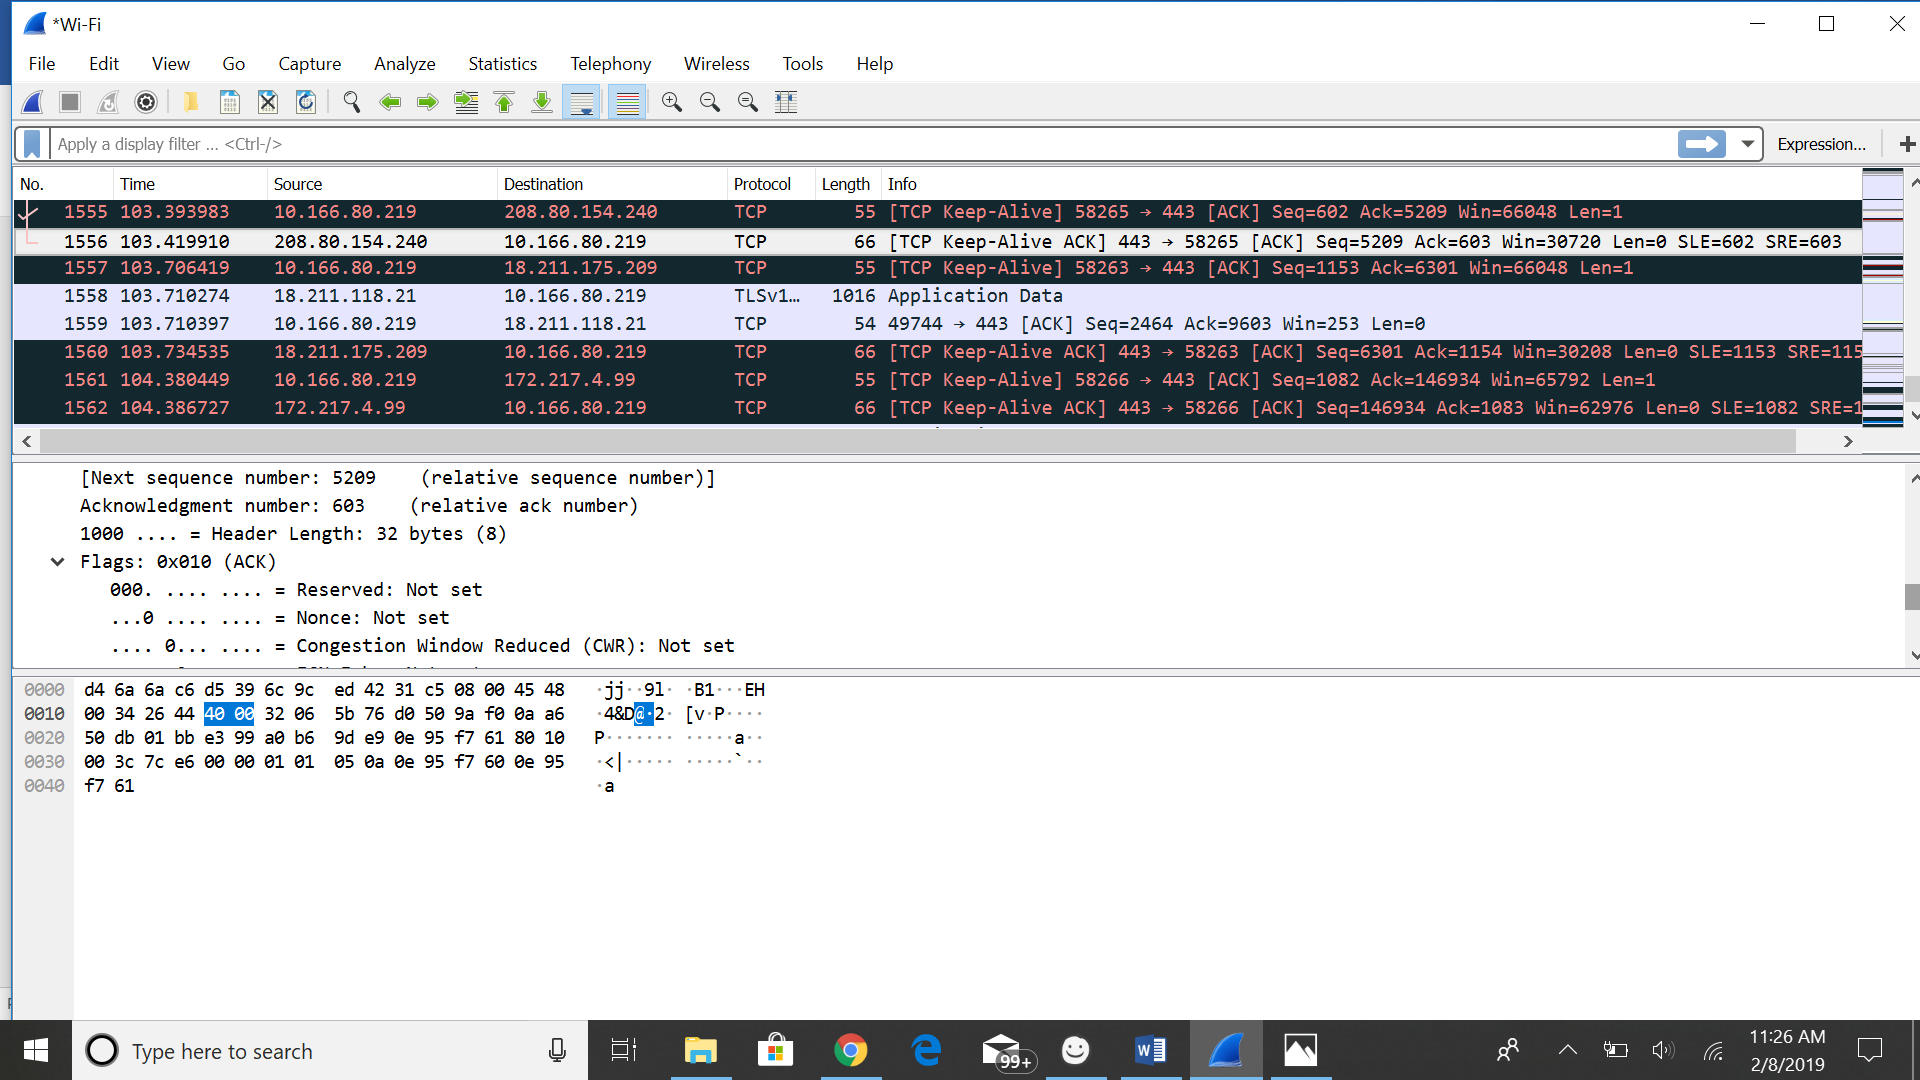 *Wi-Fi
File Edit View Go Capture Analyze Statistics Telephony Wireless Tools Help
Apply a display filter ... <Ctrl-/> Expression... +
No. Time Source Destination Protocol Length Info
1555 103.393983 10.166.80.219 208.80.154.240 TCP 55 [TCP Keep-Alive] 58265 → 443 [ACK] Seq=602 Ack=5209 Win=66048 Len=1
1556 103.419910 208.80.154.240 10.166.80.219 TCP 66 [TCP Keep-Alive ACK] 443 → 58265 [ACK] Seq=5209 Ack=603 Win=30720 Len=0 SLE=602 SRE=603
1557 103.706419 10.166.80.219 18.211.175.209 TCP 55 [TCP Keep-Alive] 58263 → 443 [ACK] Seq=1153 Ack=6301 Win=66048 Len=1
1558 103.710274 18.211.118.21 10.166.80.219 TLSv1… 1016 Application Data
1559 103.710397 10.166.80.219 18.211.118.21 TCP 54 49744 → 443 [ACK] Seq=2464 Ack=9603 Win=253 Len=0
1560 103.734535 18.211.175.209 10.166.80.219 TCP 66 [TCP Keep-Alive ACK] 443 → 58263 [ACK] Seq=6301 Ack=1154 Win=30208 Len=0 SLE=1153 SRE=115
1561 104.380449 10.166.80.219 172.217.4.99 TCP 55 [TCP Keep-Alive] 58266 → 443 [ACK] Seq=1082 Ack=146934 Win=65792 Len=1
1562 104.386727 172.217.4.99 10.166.80.219 TCP 66 [TCP Keep-Alive ACK] 443 → 58266 [ACK] Seq=146934 Ack=1083 Win=62976 Len=0 SLE=1082 SRE=1
[Next sequence number: 5209 (relative sequence number)]
Acknowledgment number: 603 (relative ack number)
1000 .... = Header Length: 32 bytes (8)
Flags: 0x010 (ACK)
000. .... .... = Reserved: Not set
...0 .... .... = Nonce: Not set
.... 0... .... = Congestion Window Reduced (CWR): Not set
0000 d4 6a 6a c6 d5 39 6c 9c ed 42 31 c5 08 00 45 48 ·jj··9l· ·B1···EH
0010 00 34 26 44 40 00 32 06 5b 76 d0 50 9a f0 0a a6 ·4&D@·2· [v·P····
0020 50 db 01 bb e3 99 a0 b6 9d e9 0e 95 f7 61 80 10 P······· ·····a··
0030 00 3c 7c e6 00 00 01 01 05 0a 0e 95 f7 60 0e 95 ·<|····· ·····`··
0040 f7 61 ·a
Type here to search
99+
11:26 AM
2/8/2019